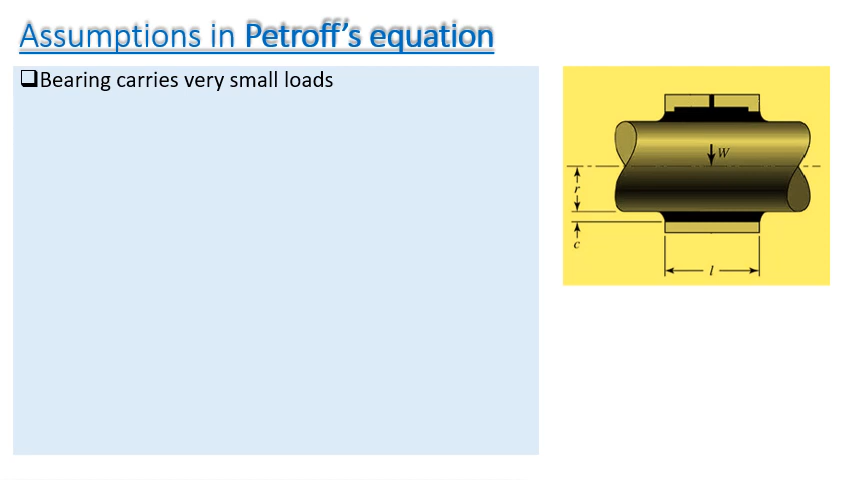 Assumptions in Petroff's equation
❑Bearing carries very small loads
W
r
c
l